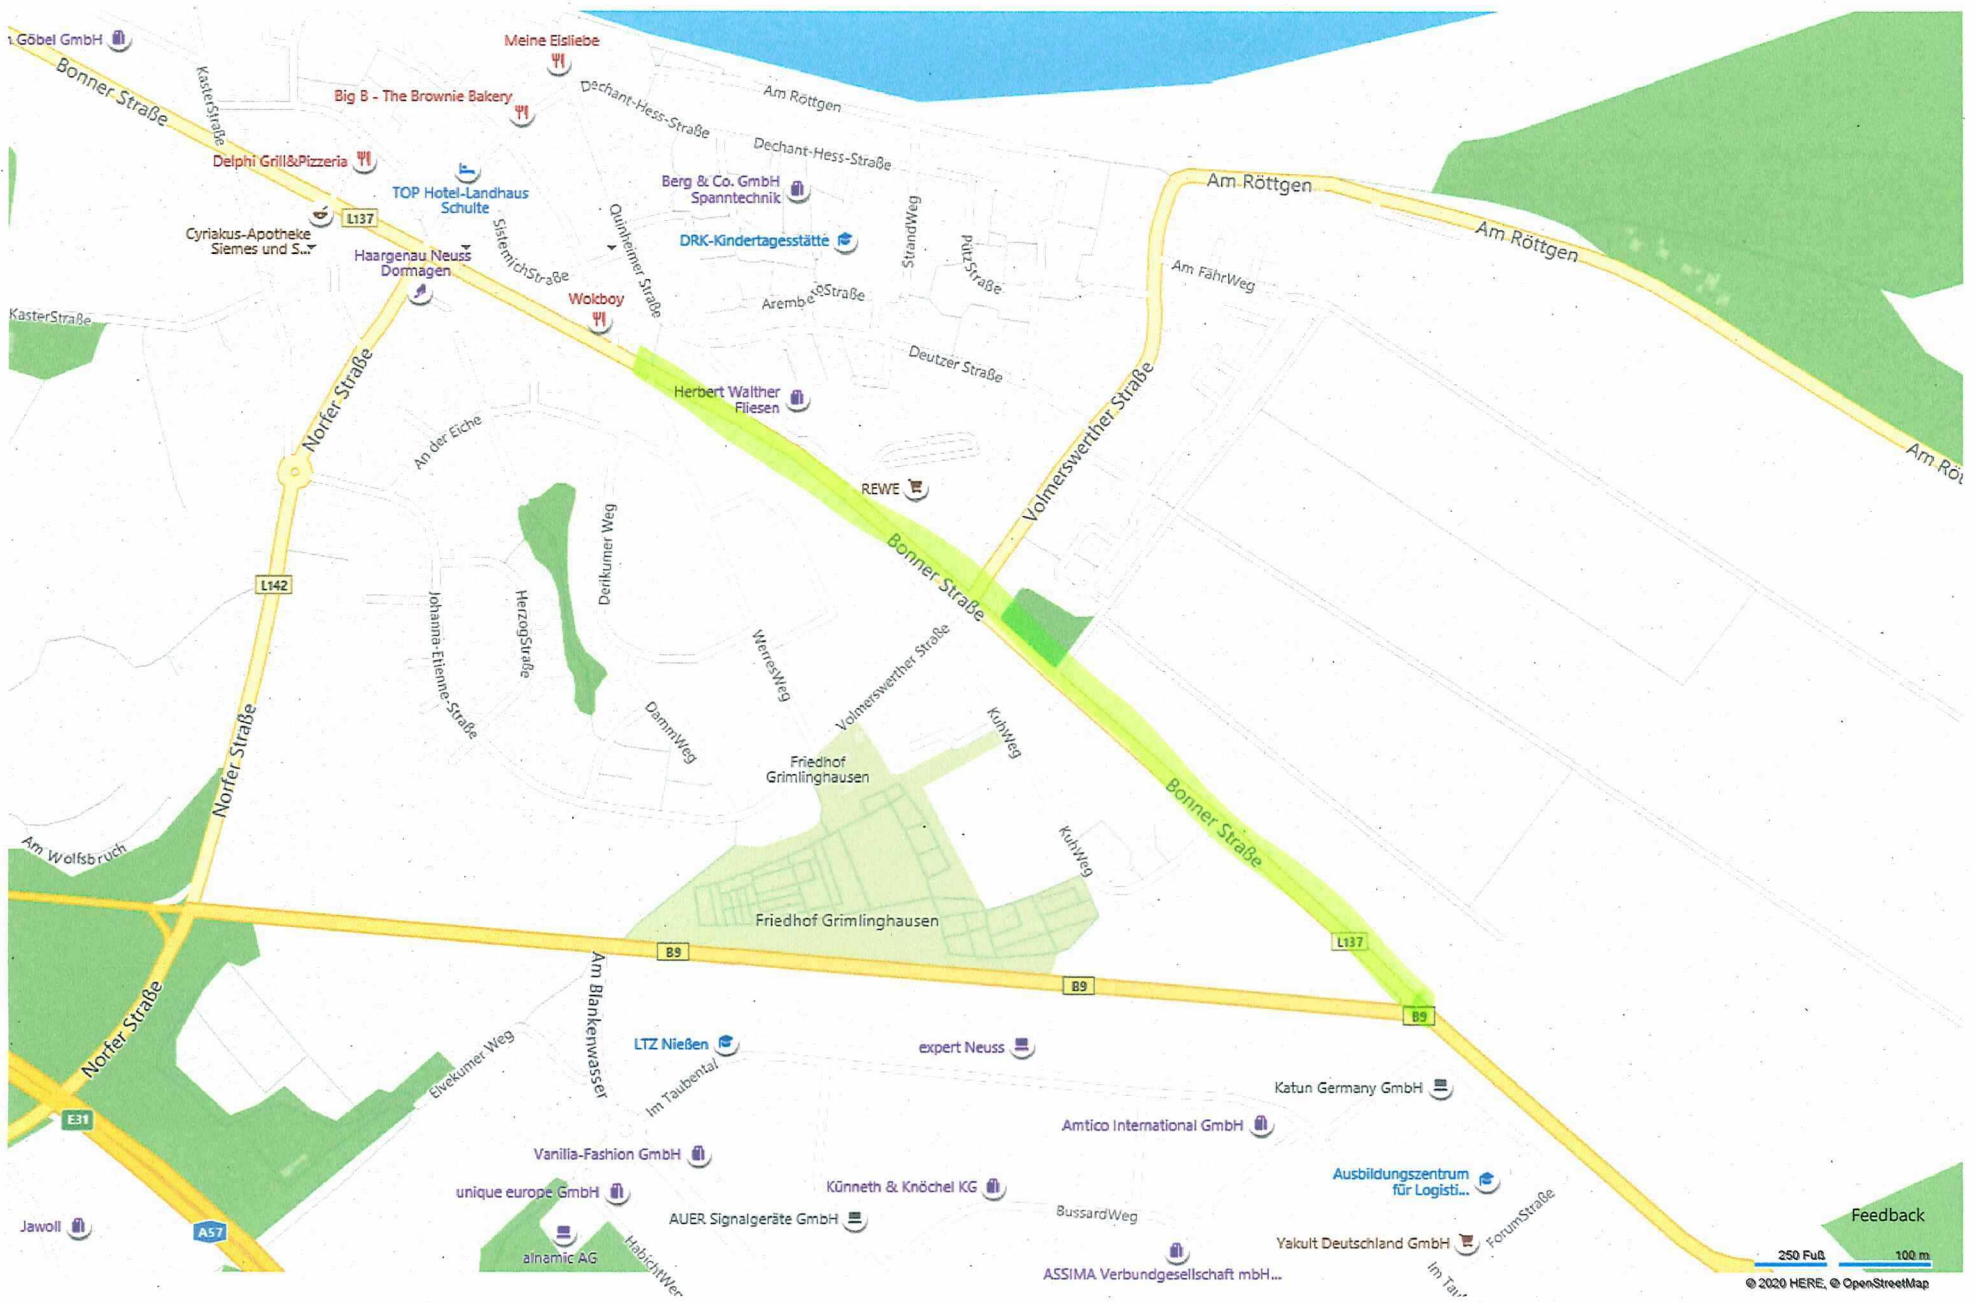 Göbel GmbH
Meine Eisliebe
Bonner Straße
KasterStraße
Big B - The Brownie Bakery
Dechant-Hess-Straße
Am Röttgen
Delphi Grill&Pizzeria
Dechant-Hess-Straße
TOP Hotel-Landhaus
Schulte
Berg & Co. GmbH
Spanntechnik
Am Röttgen
L137
Cyriakus-Apotheke
Siemes und S...
Haargenau Neuss
Dormagen
SistemichStraße
Quinheimer Straße
DRK-Kindertagesstätte
StrandWeg
PützStraße
Am Röttgen
Am FährWeg
Wokboy
KasterStraße
Norfer Straße
Deutzer Straße
Herbert Walther
Fliesen
Volmerswerther Straße
An der Eiche
Am Röt
REWE
Bonner Straße
Derikumer Weg
L142
HerzogStraße
Johanna-Etienne-Straße
WerresWeg
Volmerswerther Straße
DammWeg
KuhWeg
Norfer Straße
Friedhof
Grimlinghausen
Bonner Straße
Am Wolfsbruch
KuhWeg
Friedhof Grimlinghausen
L137
B9
B9
B9
Am Blankenwasser
Norfer Straße
Elvekumer Weg
LTZ Nießen
expert Neuss
Im Taubental
Katun Germany GmbH
E31
Amtico International GmbH
Vanilia-Fashion GmbH
Ausbildungszentrum
für Logisti...
unique europe GmbH
Künneth & Knöchel KG
AUER Signalgeräte GmbH
BussardWeg
ForumStraße
Feedback
Jawoll
A57
alnamic AG
HabichtWeg
Yakult Deutschland GmbH
ASSIMA Verbundgesellschaft mbH...
Im Tau
250 Fuß
100 m
© 2020 HERE, © OpenStreetMap